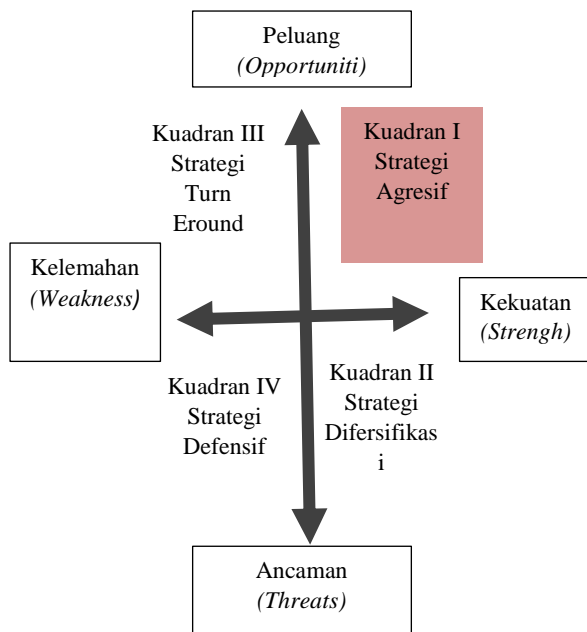 Peluang
(Opportuniti)
Kuadran III
Strategi
Turn
Eround
Kuadran I
Strategi
Agresif
Kelemahan
(Weakness)
Kekuatan
(Strengh)
Kuadran IV
Strategi
Defensif
Kuadran II
Strategi
Difersifikas
i
Ancaman
(Threats)